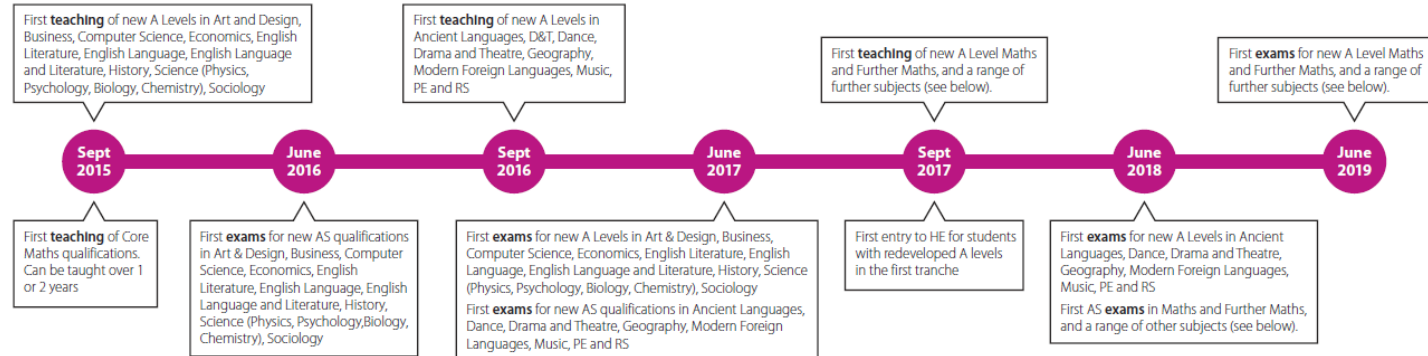 First teaching of new A Levels in Art and Design,
Business, Computer Science, Economics, English
Literature, English Language, English Language
and Literature, History, Science (Physics,
Psychology, Biology, Chemistry), Sociology
First teaching of new A Levels in
Ancient Languages, D&T, Dance,
Drama and Theatre, Geography,
Modern Foreign Languages, Music,
PE and RS
First teaching of new A Level Maths
and Further Maths, and a range of
further subjects (see below).
First exams for new A Level Maths
and Further Maths, and a range of
further subjects (see below).
Sept
2015
June
2016
Sept
2016
June
2017
Sept
2017
June
2018
June
2019
First teaching of Core
Maths qualifications.
Can be taught over 1
or 2 years
First exams for new AS qualifications
in Art & Design, Business, Computer
Science, Economics, English
Literature, English Language, English
Language and Literature, History,
Science (Physics, Psychology,Biology,
Chemistry), Sociology
First exams for new A Levels in Art & Design, Business,
Computer Science, Economics, English Literature, English
Language, English Language and Literature, History, Science
(Physics, Psychology, Biology, Chemistry), Sociology
First exams for new AS qualifications in Ancient Languages,
Dance, Drama and Theatre, Geography, Modern Foreign
Languages, Music, PE and RS
First entry to HE for students
with redeveloped A levels
in the first tranche
First exams for new A Levels in Ancient
Languages, Dance, Drama and Theatre,
Geography, Modern Foreign Languages,
Music, PE and RS
First AS exams in Maths and Further Maths,
and a range of other subjects (see below).